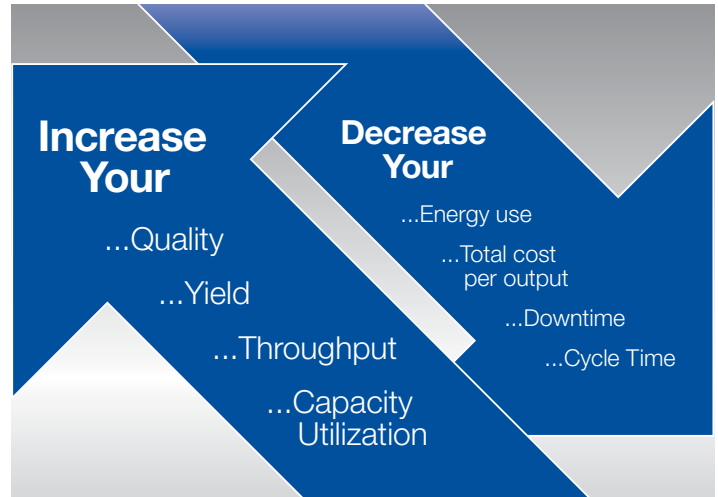 Increase
Your
...Quality
...Yield
...Throughput
...Capacity
Utilization
Decrease
Your
...Energy use
...Total cost
per output
...Downtime
...Cycle Time